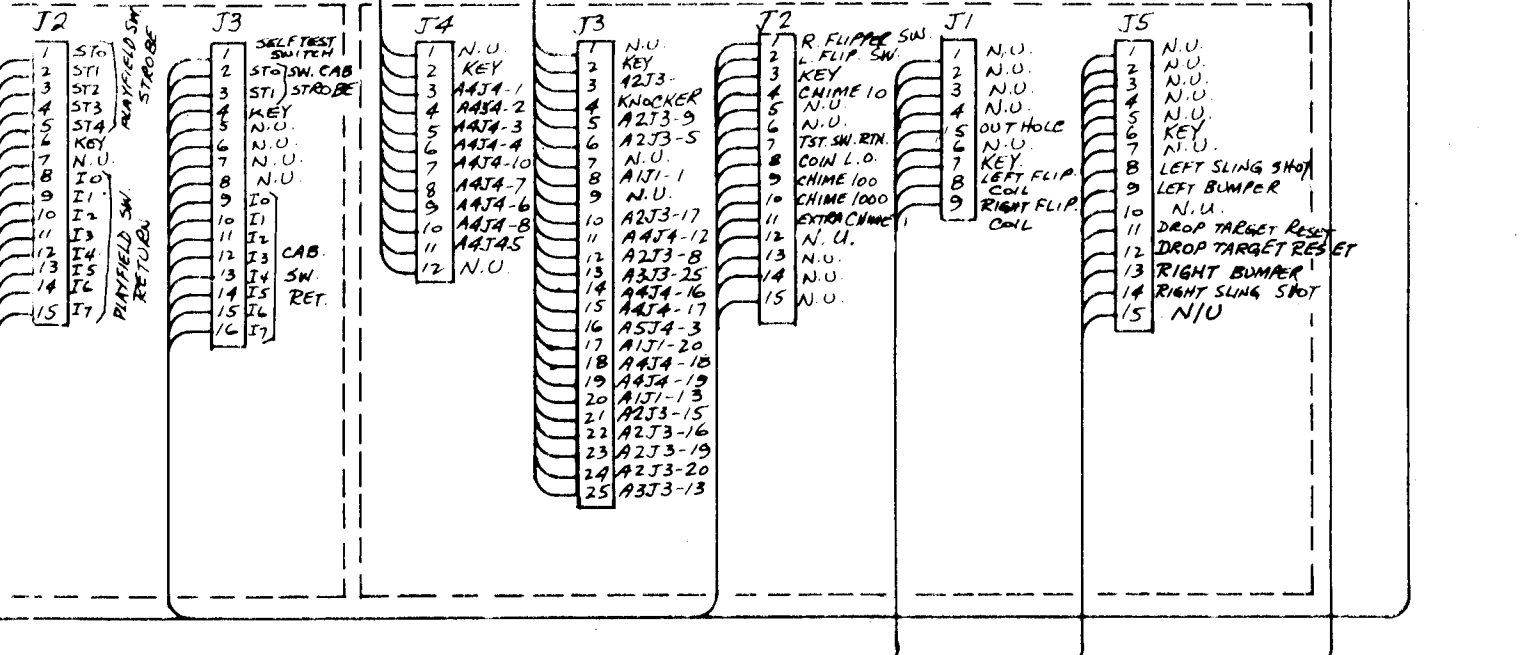 J2
1 ST0
2 ST1
3 ST2
4 ST3
5 ST4
6 KEY
7 N.U.
8 I0
9 I1
10 I2
11 I3
12 I4
13 I5
14 I6
15 I7
PLAYFIELD SW.
STROBE
PLAYFIELD SW.
RETURN
J3
1 SELF TEST
SWITCH
2 ST0 SW. CAB
3 ST1 STROBE
4 KEY
5 N.U.
6 N.U.
7 N.U.
8 N.U.
9 I0
10 I1
11 I2
12 I3 CAB.
13 I4 SW.
14 I5 RET.
15 I6
16 I7
J4
1 N.U.
2 KEY
3 A4J4-1
4 A4J4-2
5 A4J4-3
6 A4J4-4
7 A4J4-10
8 A4J4-7
9 A4J4-6
10 A4J4-8
11 A4J45
12 N.U.
J3
1 N.U.
2 KEY
3 A2J3-
4 KNOCKER
5 A2J3-9
6 A2J3-5
7 N.U.
8 A1J1-1
9 N.U.
10 A2J3-17
11 A4J4-12
12 A2J3-8
13 A3J3-25
14 A4J4-16
15 A4J4-17
16 A5J4-3
17 A1J1-20
18 A4J4-18
19 A4J4-19
20 A1J1-13
21 A2J3-15
22 A2J3-16
23 A2J3-19
24 A2J3-20
25 A3J3-13
J2
1 R. FLIPPER SW.
2 L. FLIP. SW.
3 KEY
4 CHIME 10
5 N.U.
6 N.U.
7 TST. SW. RTN.
8 COIN L.O.
9 CHIME 100
10 CHIME 1000
11 EXTRA CHIME
12 N.U.
13 N.U.
14 N.U.
15 N.U.
J1
1 N.U.
2 N.U.
3 N.U.
4 N.U.
5 OUT HOLE
6 N.U.
7 KEY
8 LEFT FLIP.
COIL
9 RIGHT FLIP.
COIL
J5
1 N.U.
2 N.U.
3 N.U.
4 N.U.
5 N.U.
6 KEY
7 N.U.
8 LEFT SLING SHOT
9 LEFT BUMPER
10 N.U.
11 DROP TARGET RESET
12 DROP TARGET RESET
13 RIGHT BUMPER
14 RIGHT SLING SHOT
15 N/U